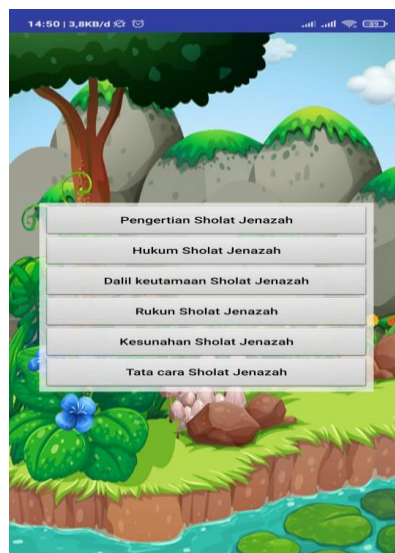 14:50 | 3,8KB/d
39
Pengertian Sholat Jenazah
Hukum Sholat Jenazah
Dalil keutamaan Sholat Jenazah
Rukun Sholat Jenazah
Kesunahan Sholat Jenazah
Tata cara Sholat Jenazah